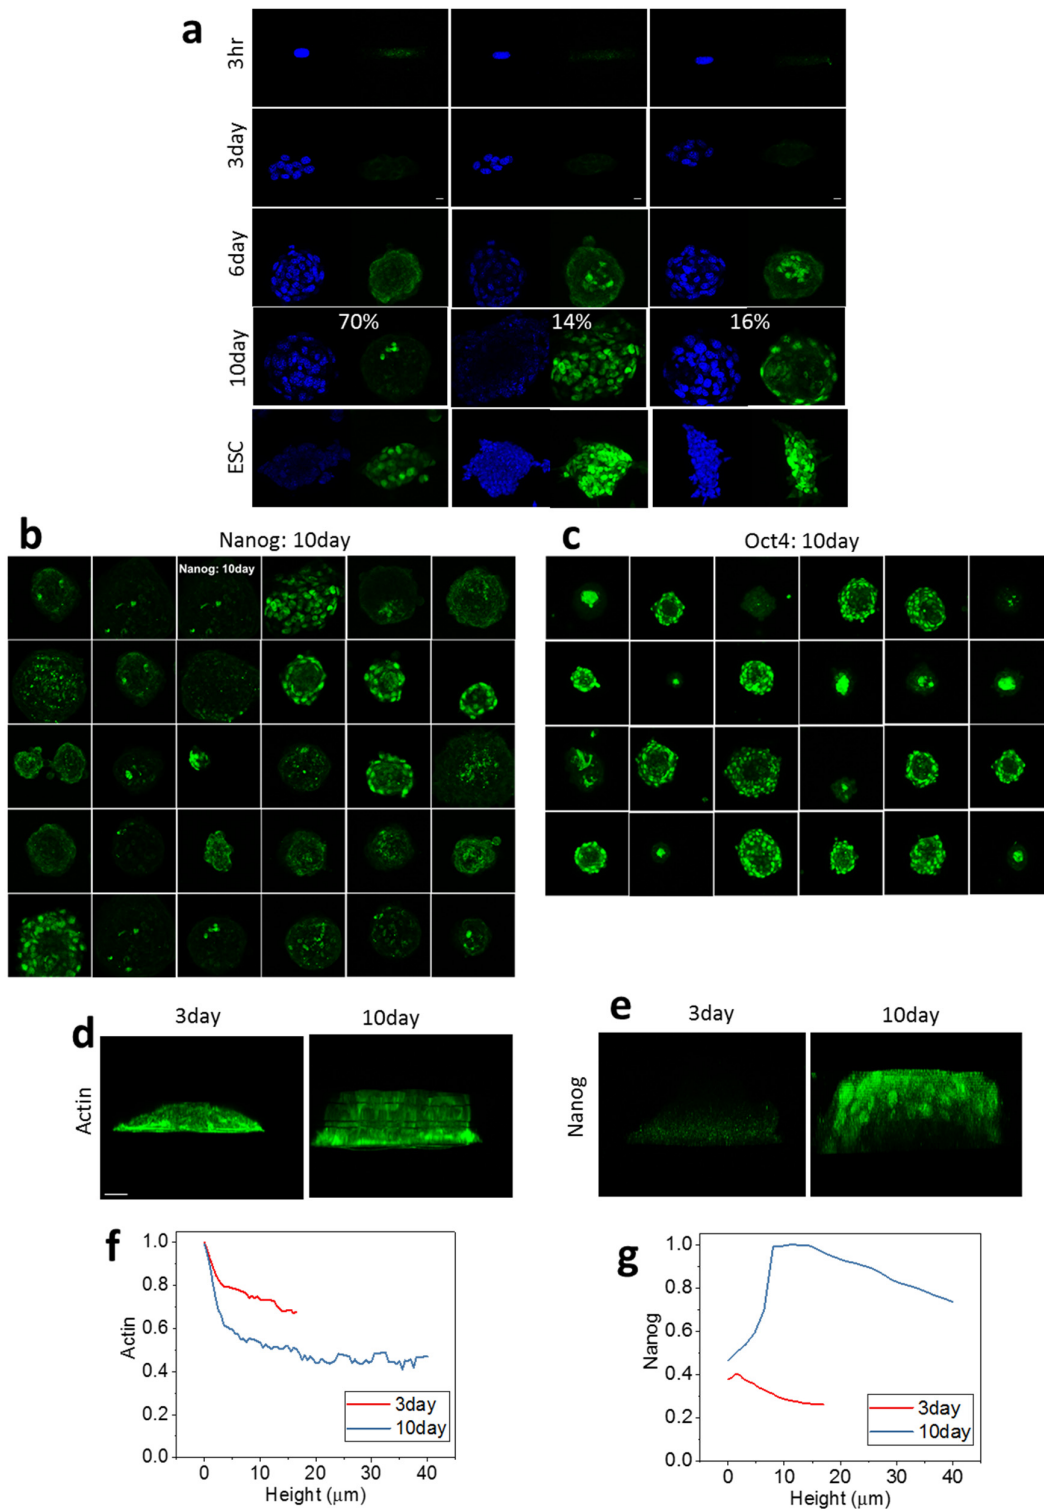 a
3hr
3day
6day
70% 14% 16%
10day
ESC
b
Nanog: 10day
Nanog: 10day
c
Oct4: 10day
d
3day 10day
Actin
e
3day 10day
Nanog
f
1.0
0.8
0.6
0.4
0.2
0.0
Actin
3day
10day
0 10 20 30 40
Height (μm)
g
1.0
0.8
0.6
0.4
0.2
0.0
Nanog
3day
10day
0 10 20 30 40
Height (μm)